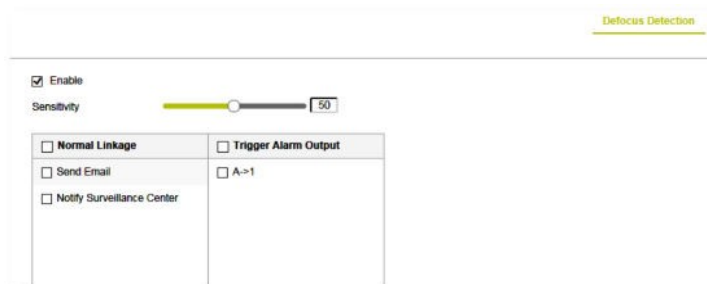 Defocus Detection
Enable
Sensitivity 50
Normal Linkage Trigger Alarm Output
Send Email A->1
Notify Surveillance Center